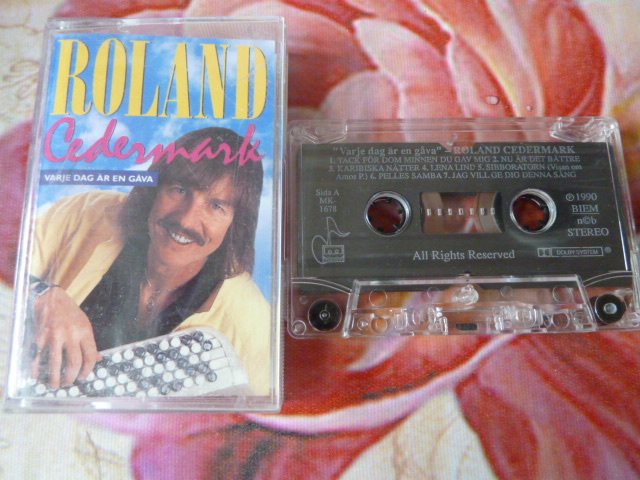 ROLAND
Cedermark
VARJE DAG ÄR EN GÅVA
"Varje dag är en gåva" - ROLAND CEDERMARK
1. TACK FÖR DOM MINNEN DU GAV MIG 2. NU ÄR DET BÄTTRE
3. KARIBISKA NÄTTER 4. LENA LIND 5. SIBBORATORN (Visan om
Amor P.) 6. PELLES SAMBA 7. JAG VILL GE DIG DENNA SÅNG
Sida A
MK-
1678
℗ 1990
BIEM
n©b
STEREO
All Rights Reserved
DOLBY SYSTEM